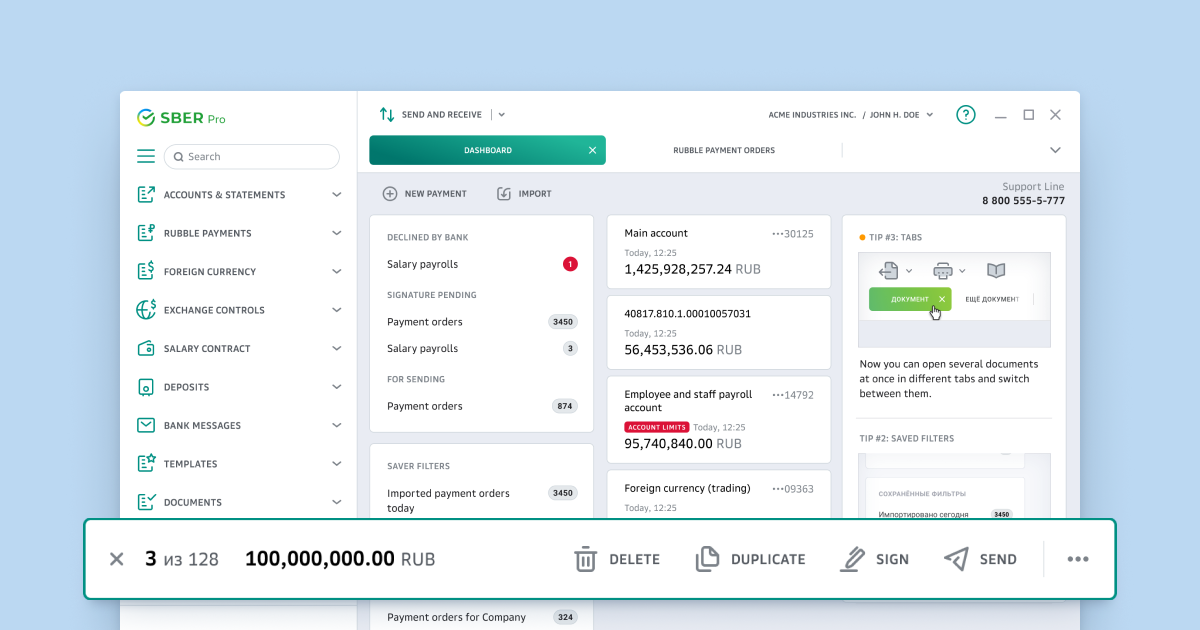 SBER Pro
SEND AND RECEIVE
ACME INDUSTRIES INC. / JOHN H. DOE
?
Search
DASHBOARD
RUBBLE PAYMENT ORDERS
NEW PAYMENT
IMPORT
Support Line
8 800 555-5-777
ACCOUNTS & STATEMENTS
RUBBLE PAYMENTS
FOREIGN CURRENCY
EXCHANGE CONTROLS
SALARY CONTRACT
DEPOSITS
BANK MESSAGES
TEMPLATES
DOCUMENTS
DECLINED BY BANK
Salary payrolls 1
SIGNATURE PENDING
Payment orders 3450
Salary payrolls 3
FOR SENDING
Payment orders 874
SAVER FILTERS
Imported payment orders 3450
today
Payment orders for Company 324
Main account •••30125
Today, 12:25
1,425,928,257.24 RUB
40817.810.1.00010057031
Today, 12:25
56,453,536.06 RUB
Employee and staff payroll •••14792
account
ACCOUNT LIMITS Today, 12:25
95,740,840.00 RUB
Foreign currency (trading) •••09363
Today, 12:25
TIP #3: TABS
ДОКУМЕНТ
ЕЩЁ ДОКУМЕНТ
Now you can open several documents
at once in different tabs and switch
between them.
TIP #2: SAVED FILTERS
СОХРАНЁННЫЕ ФИЛЬТРЫ
Импортировано сегодня 3450
3 из 128 100,000,000.00 RUB
DELETE
DUPLICATE
SIGN
SEND